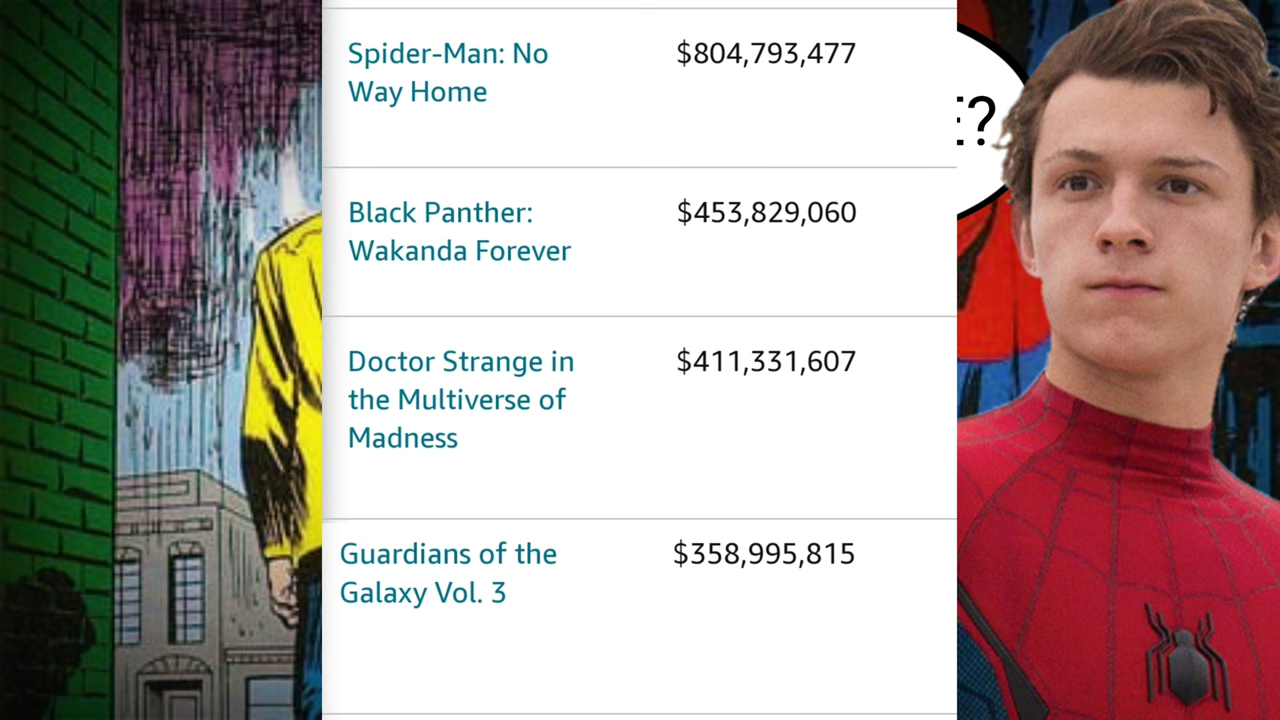 Spider-Man: No
Way Home
$804,793,477
Black Panther:
Wakanda Forever
$453,829,060
Doctor Strange in
the Multiverse of
Madness
$411,331,607
Guardians of the
Galaxy Vol. 3
$358,995,815